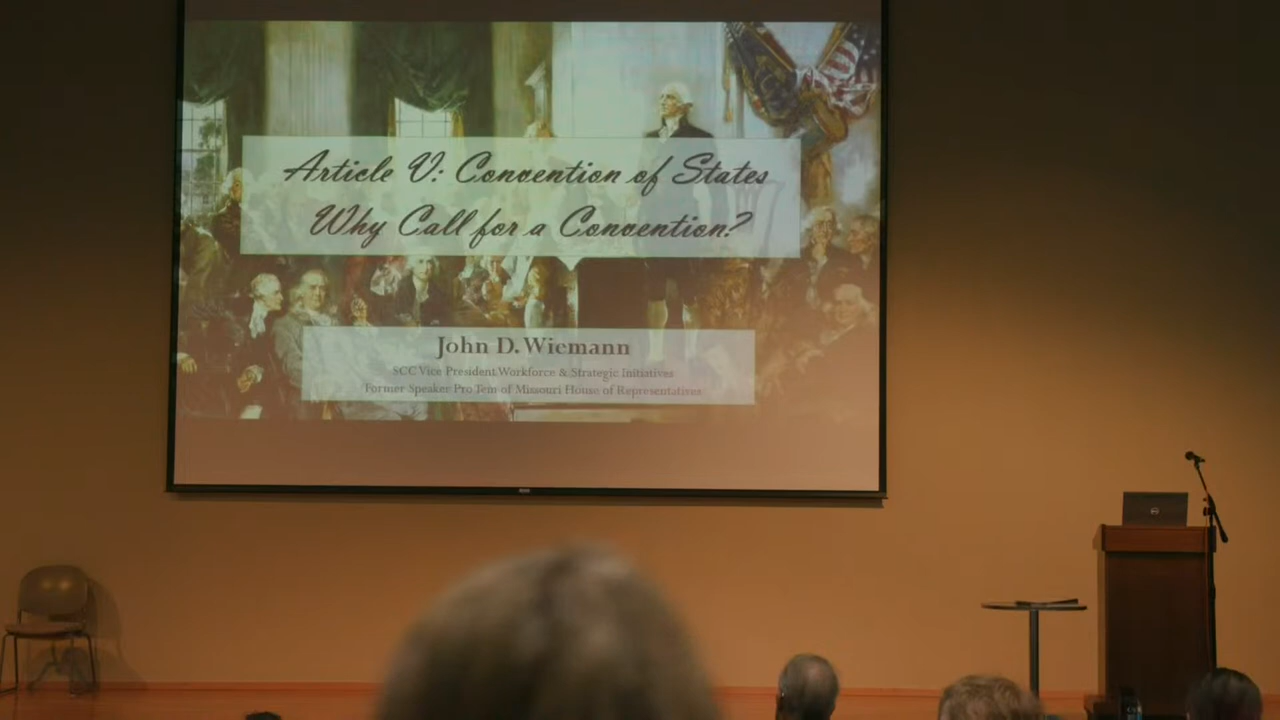 Article V: Convention of States
Why Call for a Convention?
John D. Wiemann
SCC Vice President Workforce & Strategic Initiatives
Former Speaker Pro Tem of Missouri House of Representatives